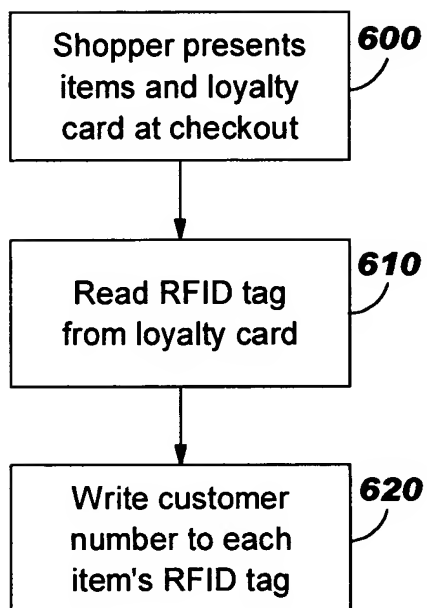 Shopper presents
items and loyalty
card at checkout
600
Read RFID tag
from loyalty card
610
Write customer
number to each
item's RFID tag
620